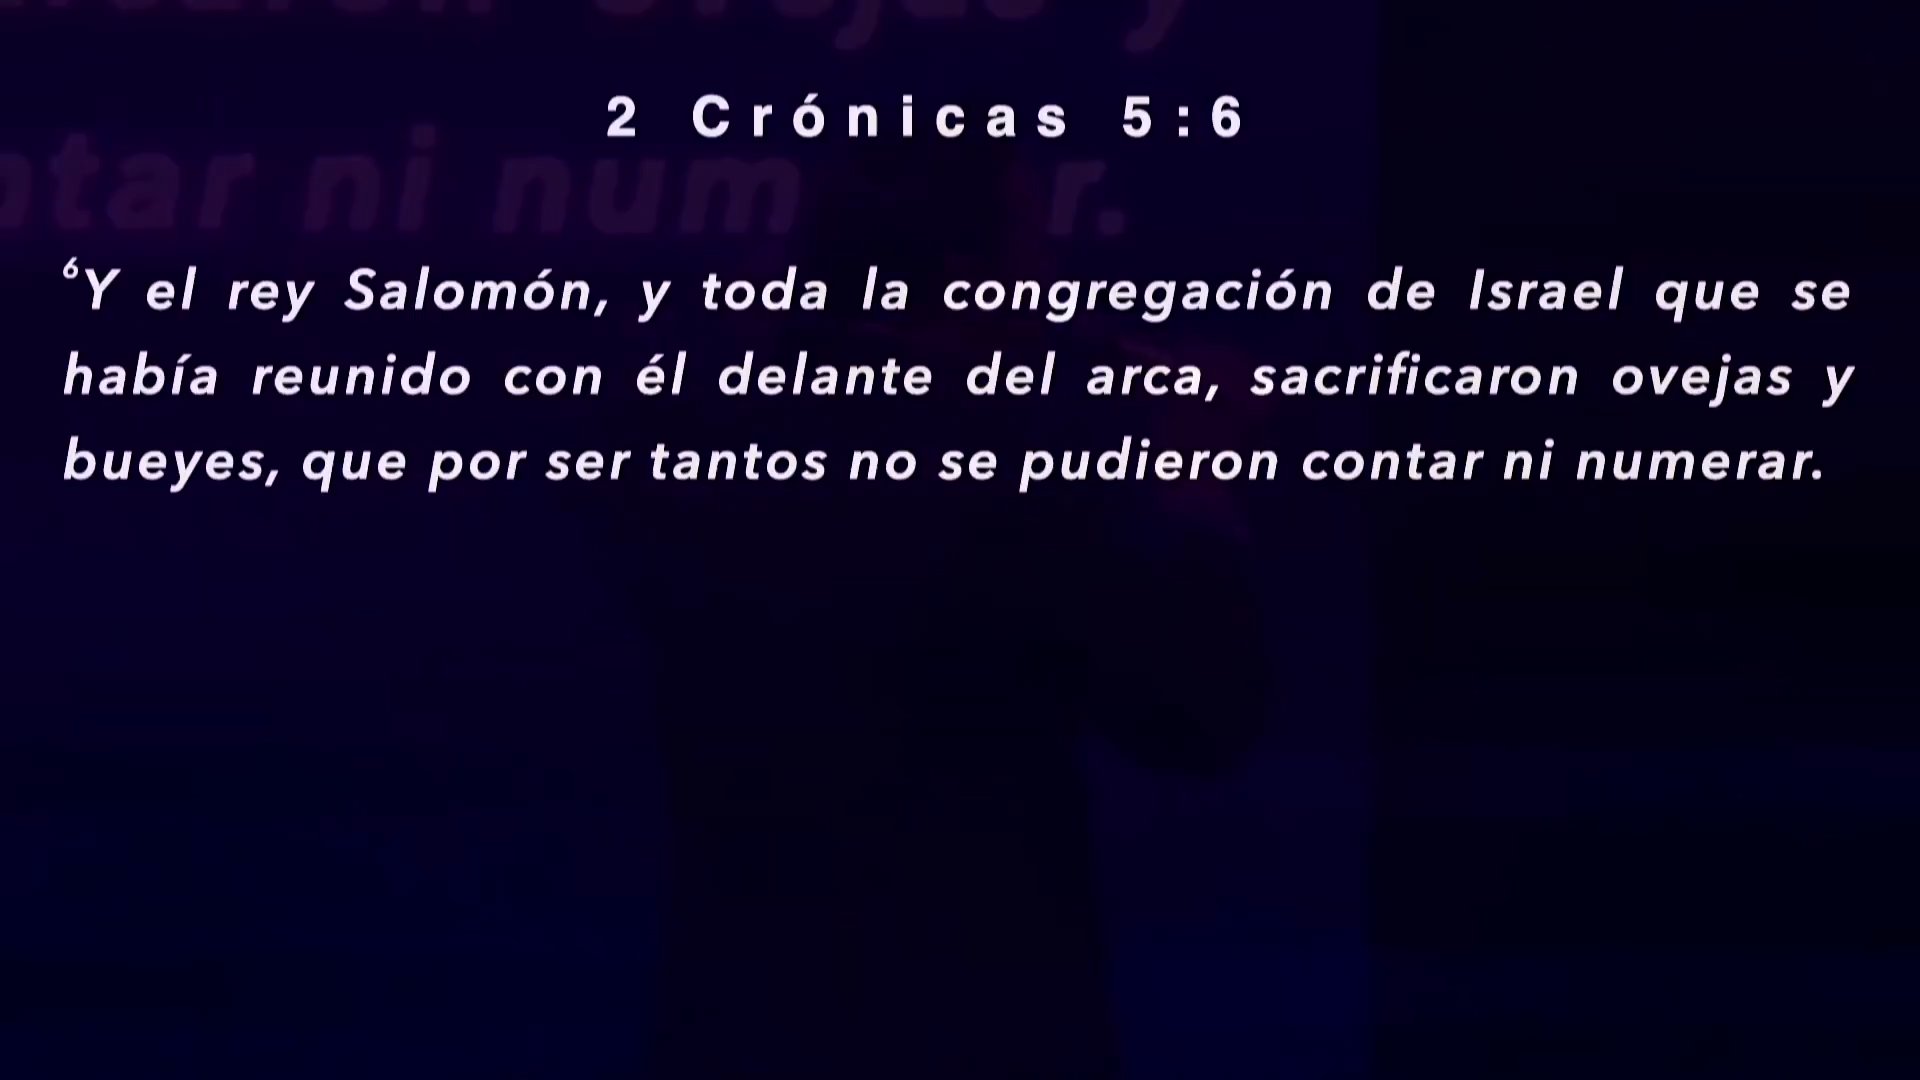 2 Crónicas 5:6
⁶Y el rey Salomón, y toda la congregación de Israel que se
había reunido con él delante del arca, sacrificaron ovejas y
bueyes, que por ser tantos no se pudieron contar ni numerar.